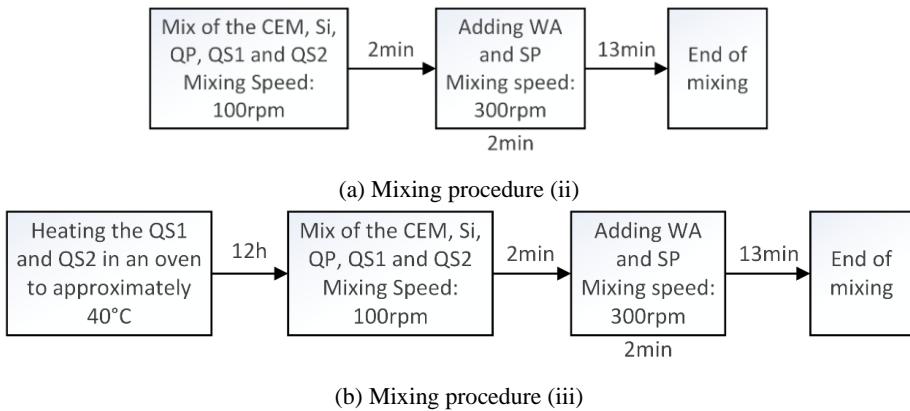 Mix of the CEM, Si,
QP, QS1 and QS2
Mixing Speed:
100rpm
2min
Adding WA
and SP
Mixing speed:
300rpm
2min
13min
End of
mixing
(a) Mixing procedure (ii)
Heating the QS1
and QS2 in an oven
to approximately
40°C
12h
Mix of the CEM, Si,
QP, QS1 and QS2
Mixing Speed:
100rpm
2min
Adding WA
and SP
Mixing speed:
300rpm
2min
13min
End of
mixing
(b) Mixing procedure (iii)